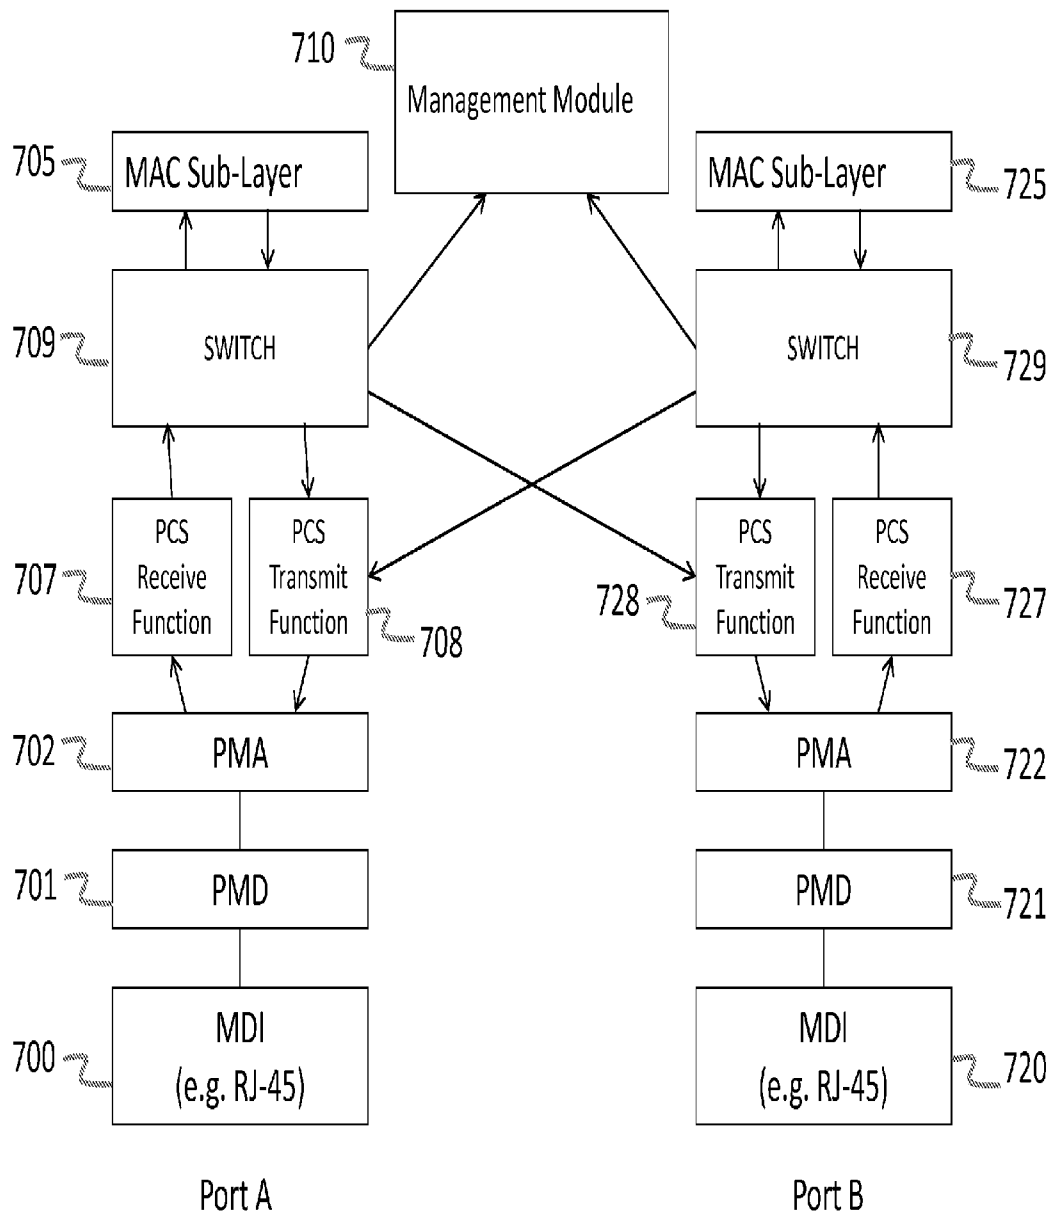 710
Management Module
705
MAC Sub-Layer
MAC Sub-Layer
725
709
SWITCH
SWITCH
729
707
PCS
Receive
Function
PCS
Transmit
Function
708
728
PCS
Transmit
Function
PCS
Receive
Function
727
702
PMA
PMA
722
701
PMD
PMD
721
700
MDI
(e.g. RJ-45)
MDI
(e.g. RJ-45)
720
Port A
Port B